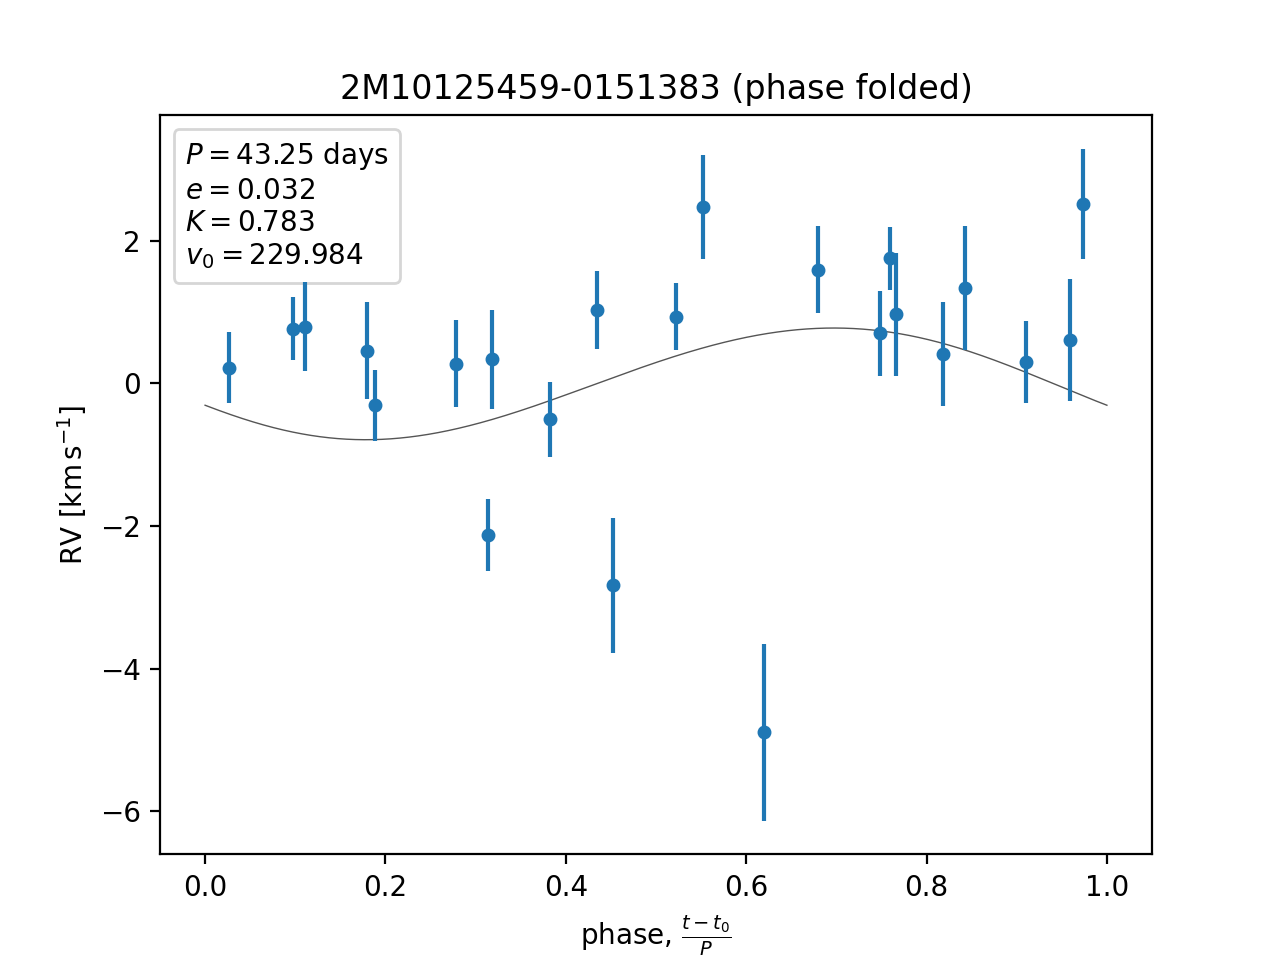 2M10125459-0151383 (phase folded)
P = 43.25 days
e = 0.032
K = 0.783
v₀ = 229.984
2
0
−2
−4
−6
RV [km s⁻¹]
0.0 0.2 0.4 0.6 0.8 1.0
phase, (t − t₀)/P